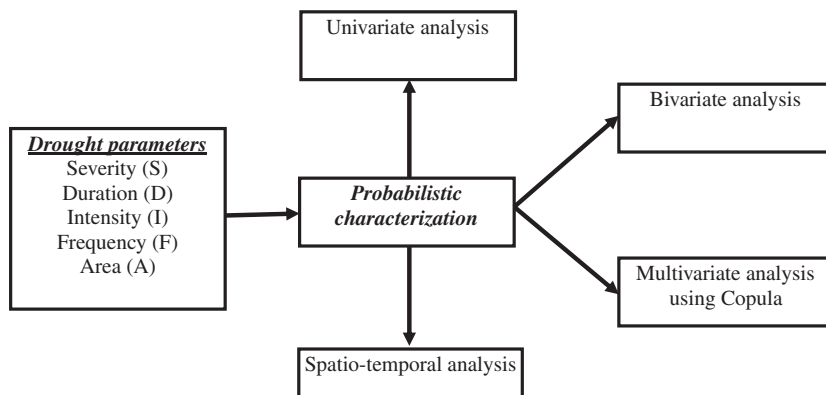 Univariate analysis
Bivariate analysis
Drought parameters
Severity (S)
Duration (D)
Intensity (I)
Frequency (F)
Area (A)
Probabilistic
characterization
Multivariate analysis
using Copula
Spatio-temporal analysis